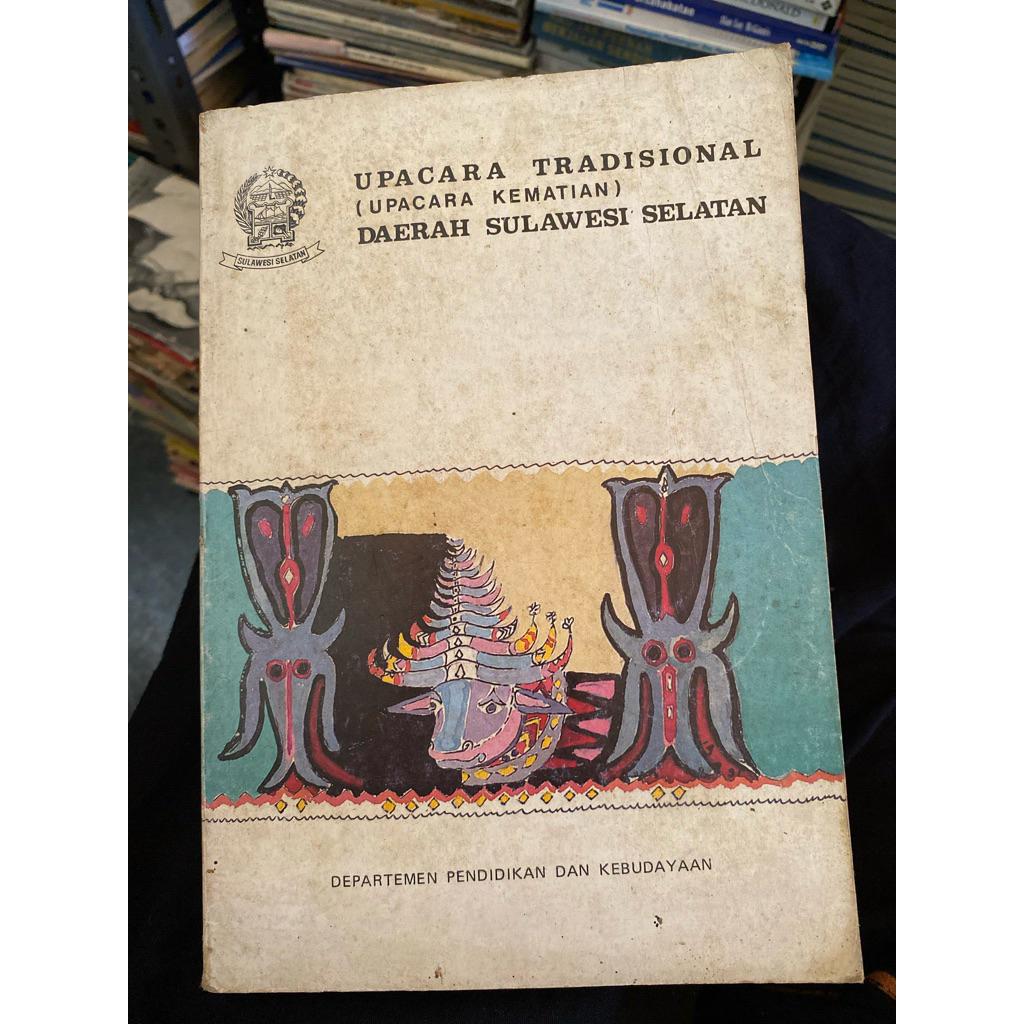 UPACARA TRADISIONAL
(UPACARA KEMATIAN)
DAERAH SULAWESI SELATAN
SULAWESI SELATAN
DEPARTEMEN PENDIDIKAN DAN KEBUDAYAAN